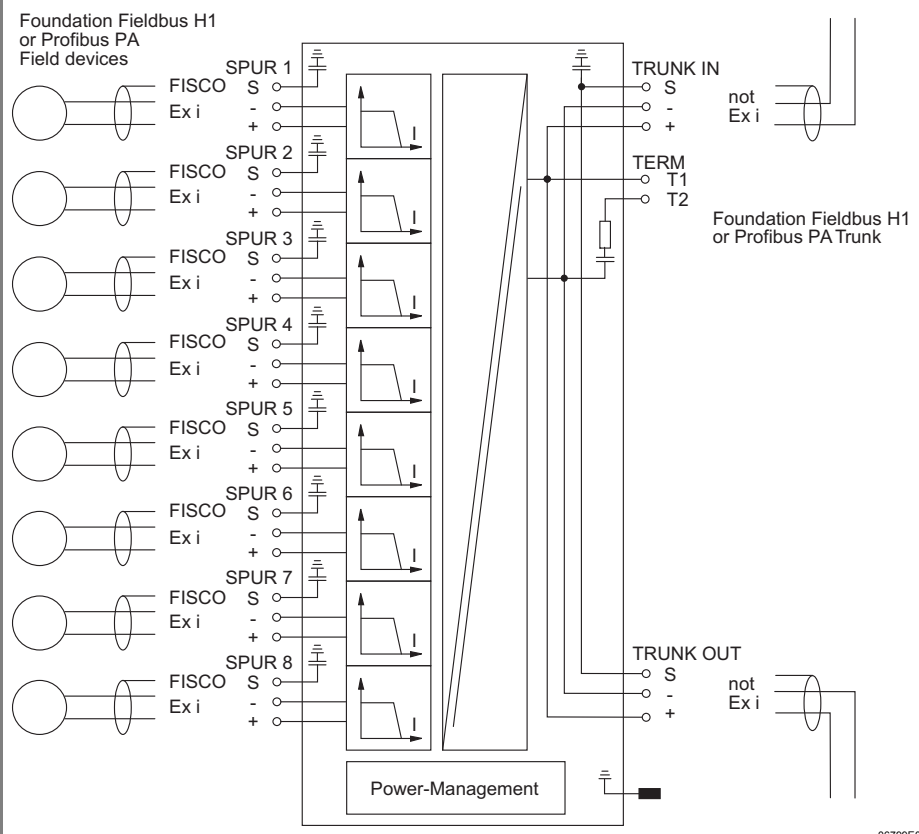 Foundation Fieldbus H1
or Profibus PA
Field devices
SPUR 1
FISCO S
Ex i -
+
I
SPUR 2
FISCO S
Ex i -
+
I
SPUR 3
FISCO S
Ex i -
+
I
SPUR 4
FISCO S
Ex i -
+
I
SPUR 5
FISCO S
Ex i -
+
I
SPUR 6
FISCO S
Ex i -
+
I
SPUR 7
FISCO S
Ex i -
+
I
SPUR 8
FISCO S
Ex i -
+
I
Power-Management
TRUNK IN
S
-
+
not
Ex i
TERM
T1
T2
Foundation Fieldbus H1
or Profibus PA Trunk
TRUNK OUT
S
-
+
not
Ex i